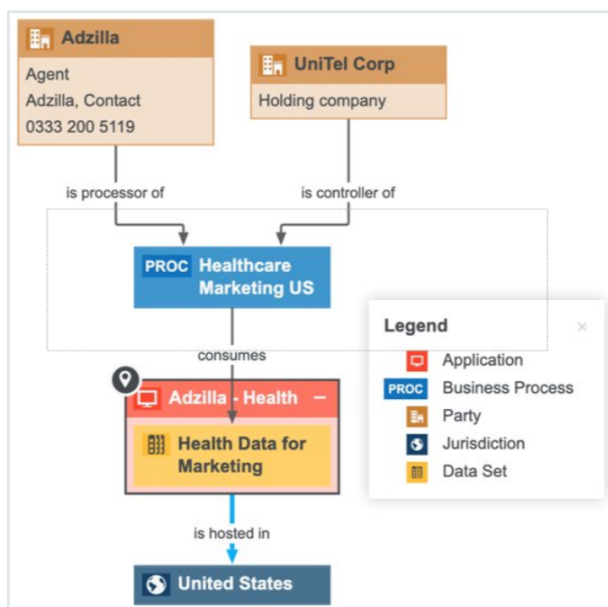 Adzilla
Agent
Adzilla, Contact
0333 200 5119
UniTel Corp
Holding company
is processor of
is controller of
PROC Healthcare
Marketing US
consumes
Adzilla - Health
Health Data for
Marketing
is hosted in
United States
Legend
Application
PROC Business Process
Party
Jurisdiction
Data Set